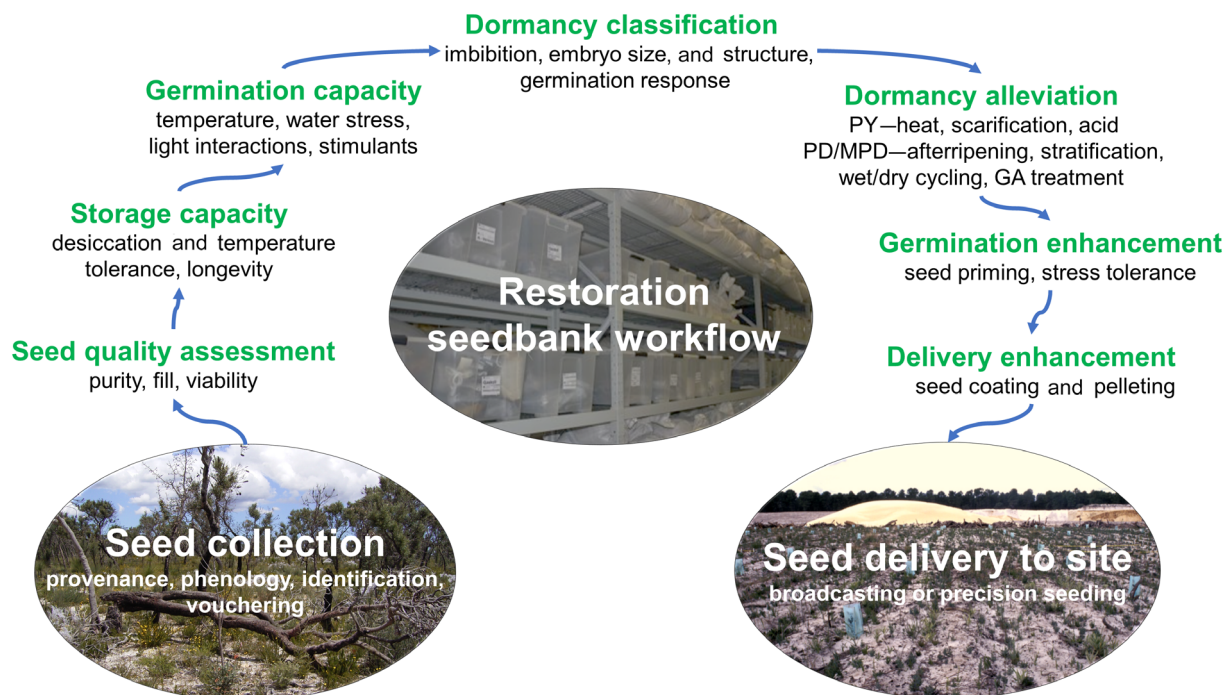 Dormancy classification
imbibition, embryo size, and structure,
germination response
Germination capacity
temperature, water stress,
light interactions, stimulants
Dormancy alleviation
PY—heat, scarification, acid
PD/MPD—afterripening, stratification,
wet/dry cycling, GA treatment
Storage capacity
desiccation and temperature
tolerance, longevity
Germination enhancement
seed priming, stress tolerance
Restoration
seedbank workflow
Seed quality assessment
purity, fill, viability
Delivery enhancement
seed coating and pelleting
Seed collection
provenance, phenology, identification,
vouchering
Seed delivery to site
broadcasting or precision seeding